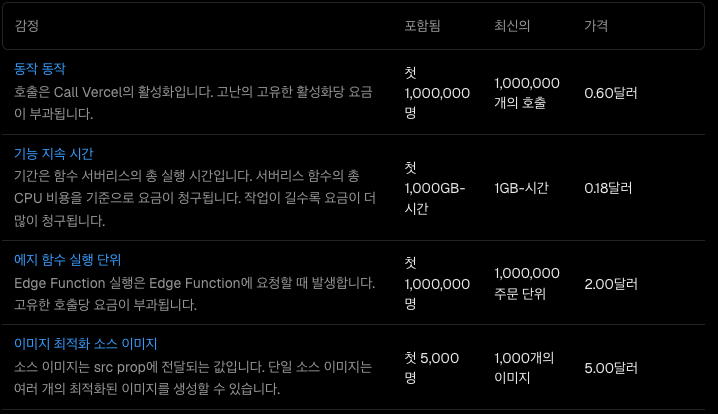 감정 포함됨 최신의 가격
동작 동작
호출은 Call Vercel의 활성화입니다. 고난의 고유한 활성화당 요금
이 부과됩니다.
첫
1,000,000
명
1,000,000
개의 호출
0.60달러
기능 지속 시간
기간은 함수 서버리스의 총 실행 시간입니다. 서버리스 함수의 총
CPU 비용을 기준으로 요금이 청구됩니다. 작업이 길수록 요금이 더
많이 청구됩니다.
첫
1,000GB-
시간
1GB-시간
0.18달러
에지 함수 실행 단위
Edge Function 실행은 Edge Function에 요청할 때 발생합니다.
고유한 호출당 요금이 부과됩니다.
첫
1,000,000
명
1,000,000
주문 단위
2.00달러
이미지 최적화 소스 이미지
소스 이미지는 src prop에 전달되는 값입니다. 단일 소스 이미지는
여러 개의 최적화된 이미지를 생성할 수 있습니다.
첫 5,000
명
1,000개의
이미지
5.00달러